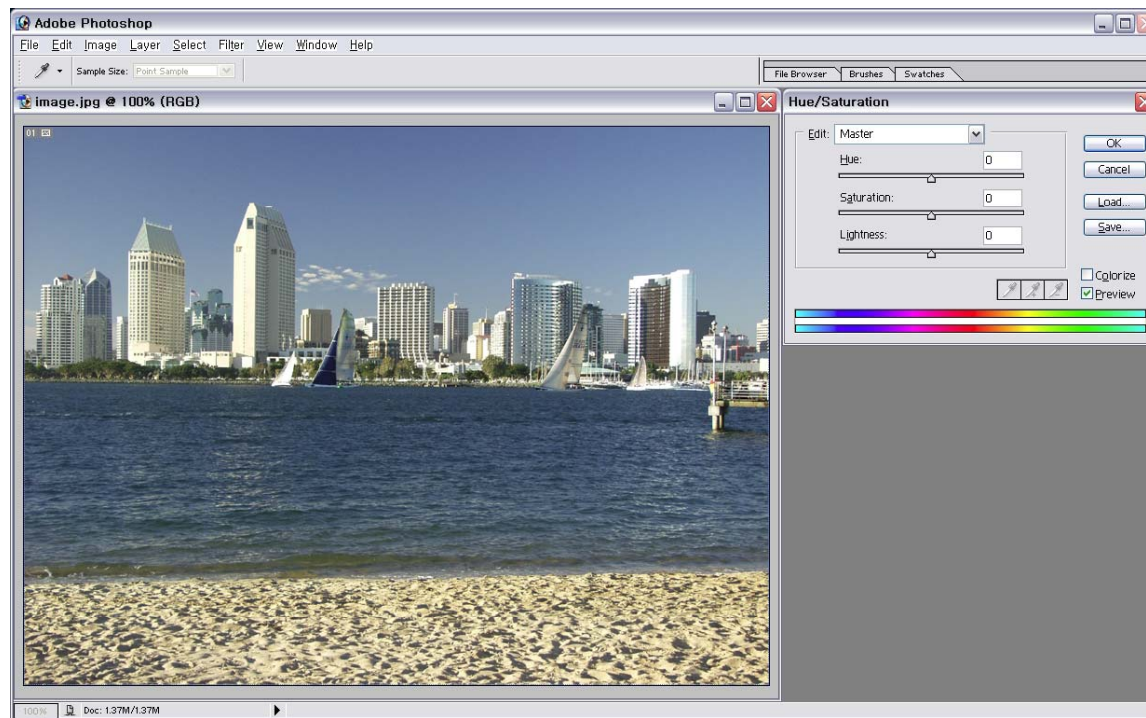 Adobe Photoshop
File Edit Image Layer Select Filter View Window Help
Sample Size: Point Sample
File Browser Brushes Swatches
image.jpg @ 100% (RGB)
01
Hue/Saturation
Edit: Master
Hue: 0
Saturation: 0
Lightness: 0
OK
Cancel
Load...
Save...
Colorize
Preview
100% Doc: 1.37M/1.37M